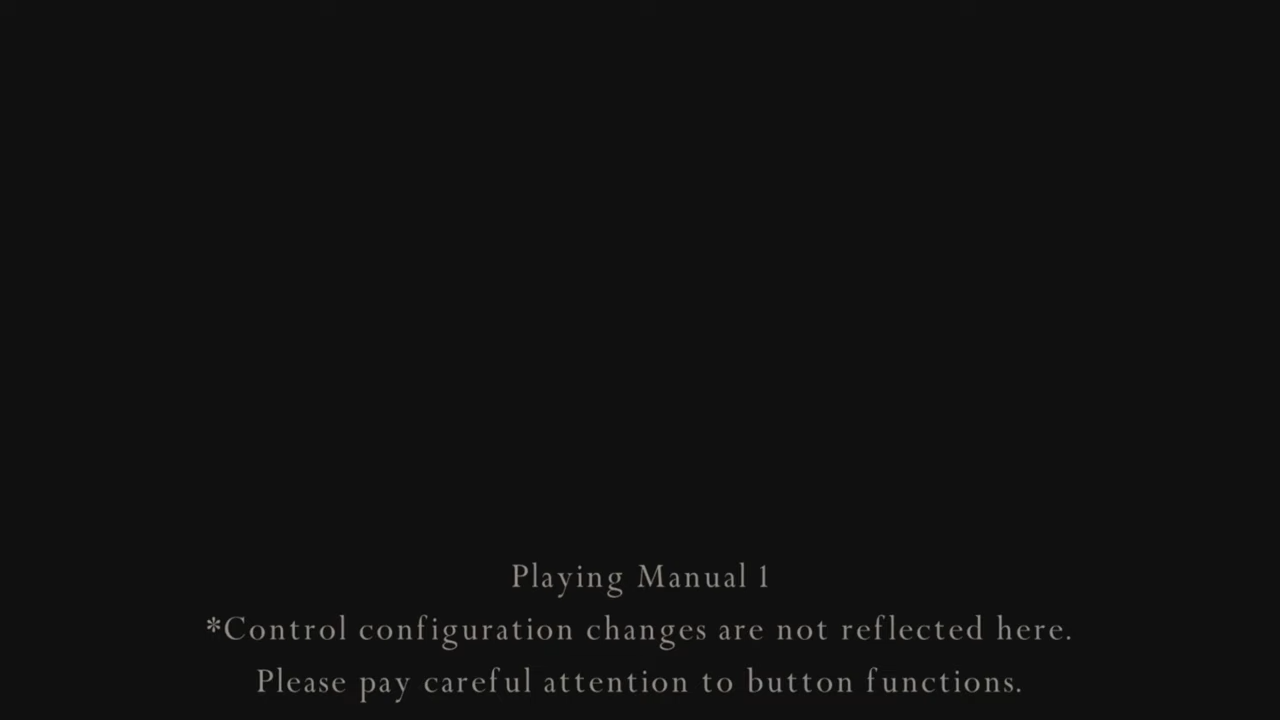 Playing Manual 1
*Control configuration changes are not reflected here.
Please pay careful attention to button functions.